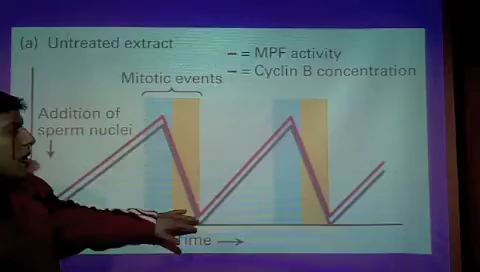 (a) Untreated extract
– = MPF activity
– = Cyclin B concentration
Mitotic events
Addition of
sperm nuclei
Time